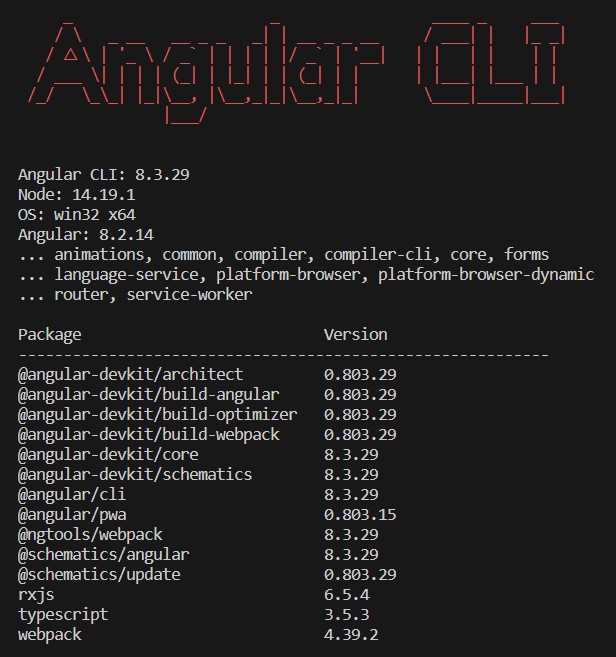 Angular CLI
Angular CLI: 8.3.29
Node: 14.19.1
OS: win32 x64
Angular: 8.2.14
... animations, common, compiler, compiler-cli, core, forms
... language-service, platform-browser, platform-browser-dynamic
... router, service-worker
Package Version
-----------------------------------------------------------
@angular-devkit/architect 0.803.29
@angular-devkit/build-angular 0.803.29
@angular-devkit/build-optimizer 0.803.29
@angular-devkit/build-webpack 0.803.29
@angular-devkit/core 8.3.29
@angular-devkit/schematics 8.3.29
@angular/cli 8.3.29
@angular/pwa 0.803.15
@ngtools/webpack 8.3.29
@schematics/angular 8.3.29
@schematics/update 0.803.29
rxjs 6.5.4
typescript 3.5.3
webpack 4.39.2